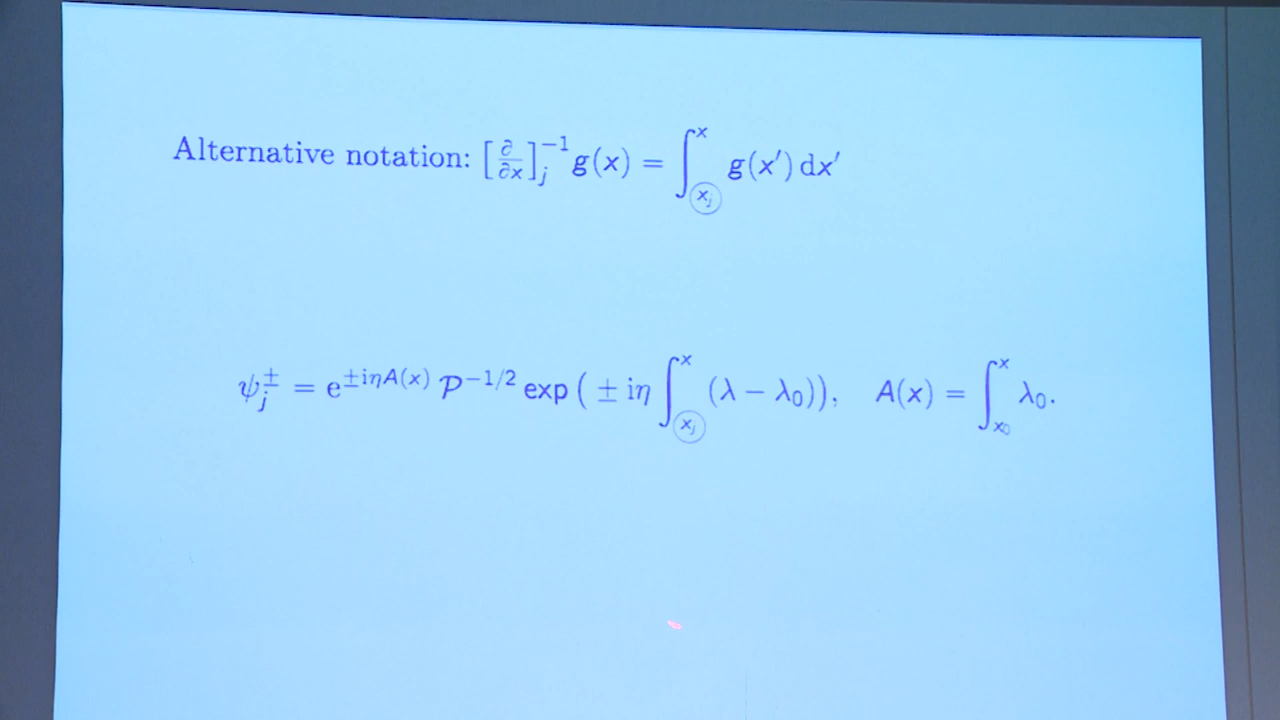 Alternative notation: [∂/∂x]_j^{-1} g(x) = ∫_{ⓧ_j}^{x} g(x′) dx′
ψ_j^± = e^{±iηA(x)} 𝒫^{-1/2} exp ( ± iη ∫_{ⓧ_j}^{x} (λ − λ_0)), A(x) = ∫_{x_0}^{x} λ_0.